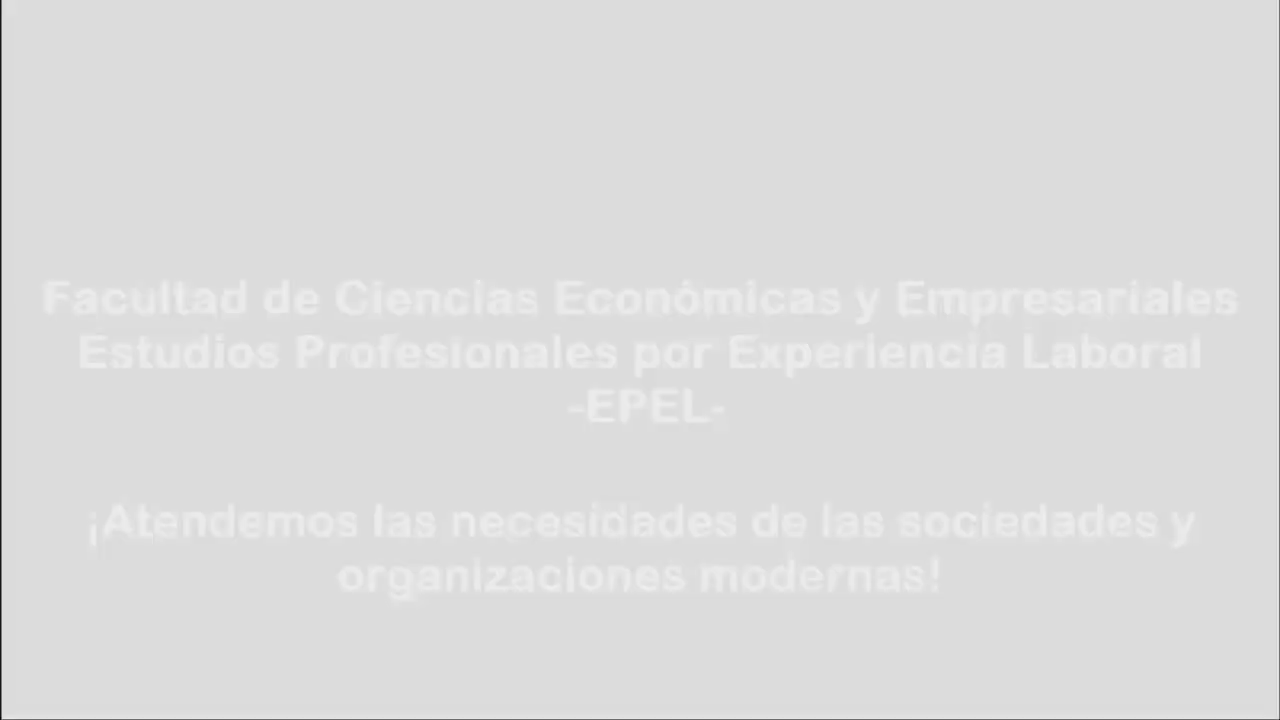 Facultad de Ciencias Económicas y Empresariales
Estudios Profesionales por Experiencia Laboral
-EPEL-
¡Atendemos las necesidades de las sociedades y
organizaciones modernas!